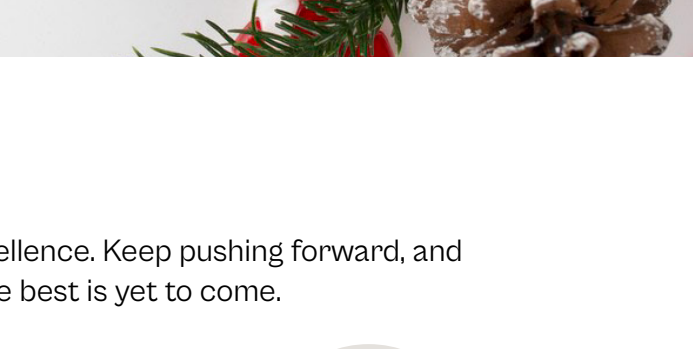 ellence. Keep pushing forward, and
e best is yet to come.